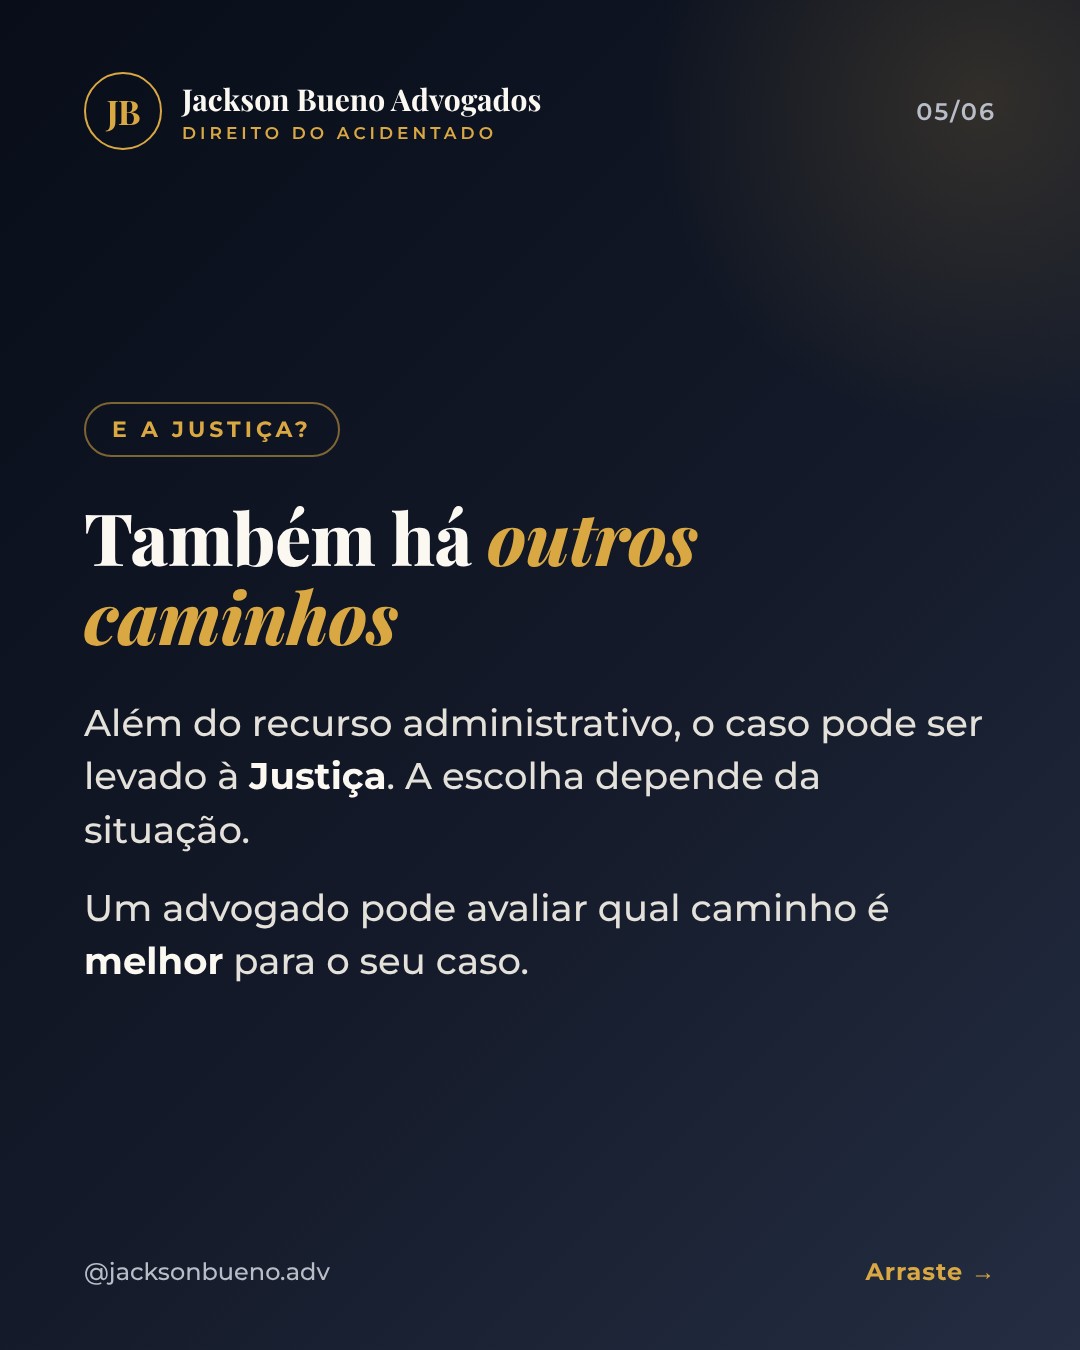 JB
Jackson Bueno Advogados
DIREITO DO ACIDENTADO
05/06
E A JUSTIÇA?
Também há outros
caminhos
Além do recurso administrativo, o caso pode ser
levado à Justiça. A escolha depende da
situação.
Um advogado pode avaliar qual caminho é
melhor para o seu caso.
@jacksonbueno.adv
Arraste →